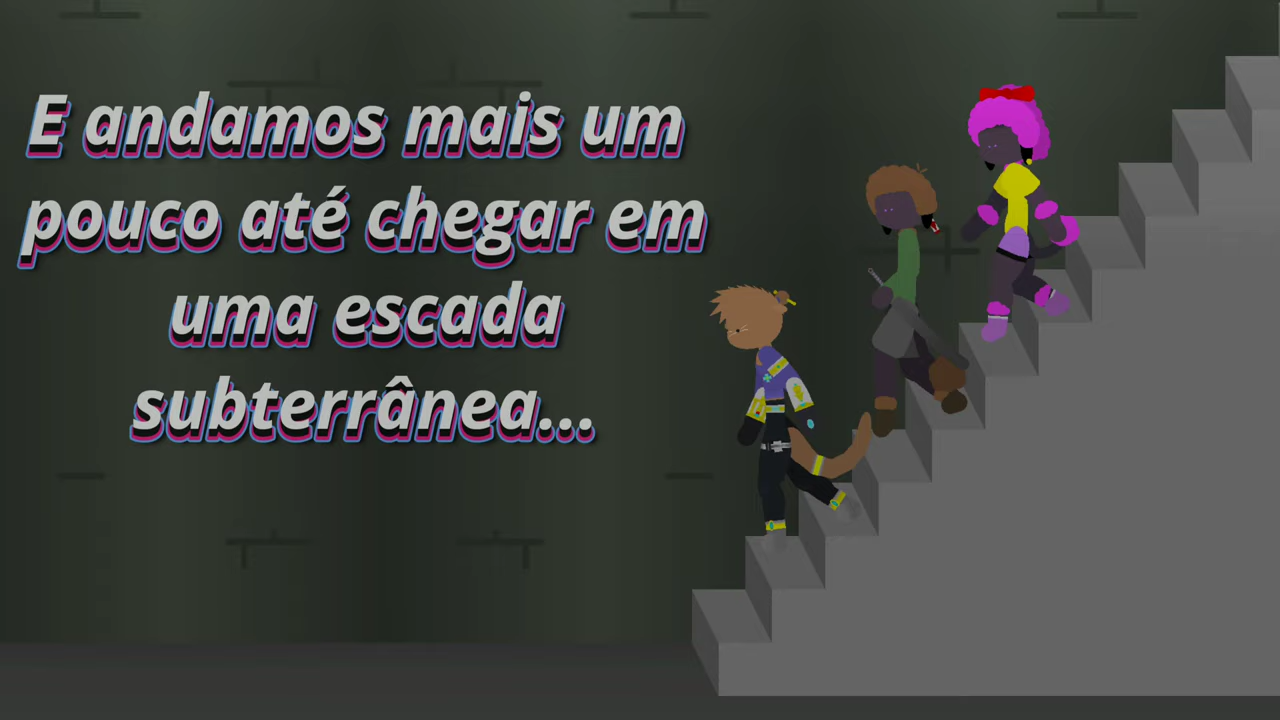 E andamos mais um
pouco até chegar em
uma escada
subterrânea...